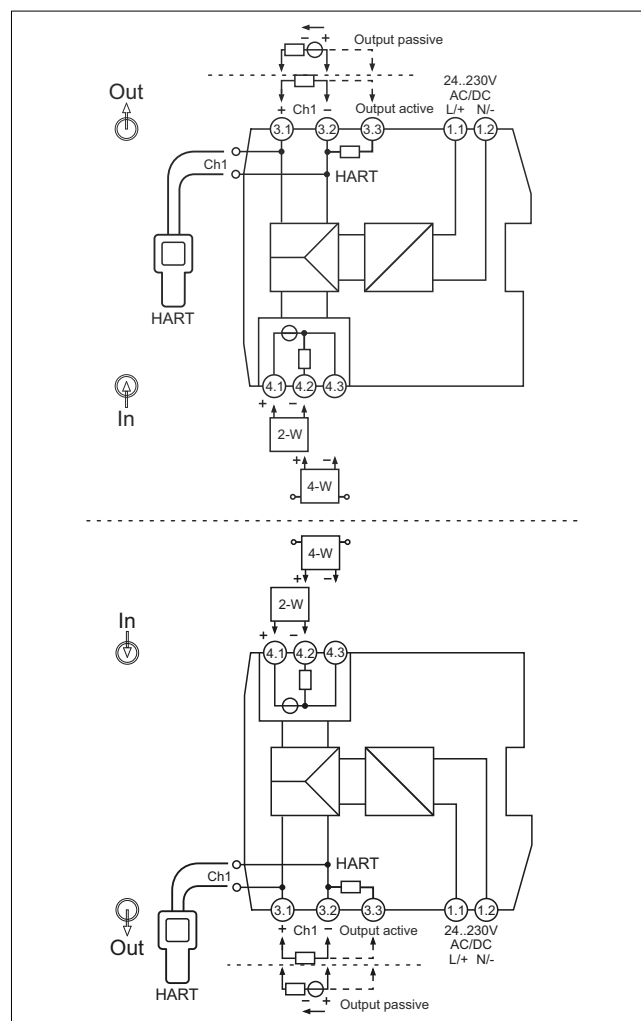 − + Output passive
Out
24..230V
AC/DC
+ Ch1 − Output active L/+ N/-
3.1 3.2 3.3 1.1 1.2
Ch1
HART
HART
In
4.1 4.2 4.3
+ −
2-W
+ −
4-W
4-W
+ −
2-W
In
+ −
4.1 4.2 4.3
HART
Ch1
Out
3.1 3.2 3.3 1.1 1.2
+ Ch1 − Output active 24..230V
AC/DC
L/+ N/-
HART
− + Output passive